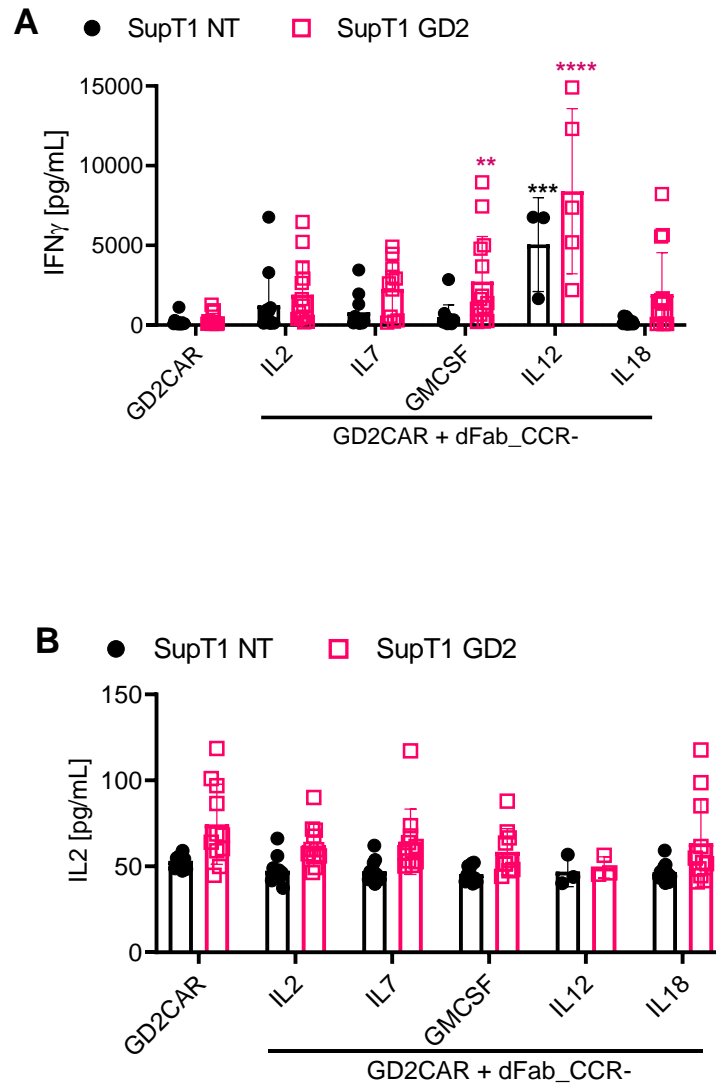 A
SupT1 NT
SupT1 GD2
IFNγ [pg/mL]
15000
10000
5000
0
**
***
****
GD2CAR
IL2
IL7
GMCSF
IL12
IL18
GD2CAR + dFab_CCR-
B
SupT1 NT
SupT1 GD2
IL2 [pg/mL]
150
100
50
0
GD2CAR
IL2
IL7
GMCSF
IL12
IL18
GD2CAR + dFab_CCR-